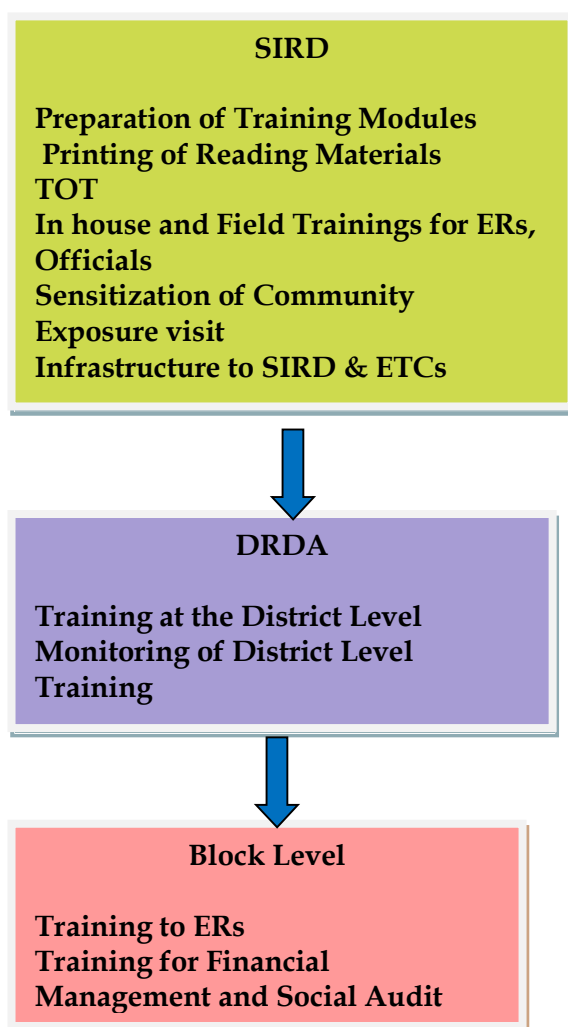 SIRD
Preparation of Training Modules
Printing of Reading Materials
TOT
In house and Field Trainings for ERs,
Officials
Sensitization of Community
Exposure visit
Infrastructure to SIRD & ETCs
DRDA
Training at the District Level
Monitoring of District Level
Training
Block Level
Training to ERs
Training for Financial
Management and Social Audit